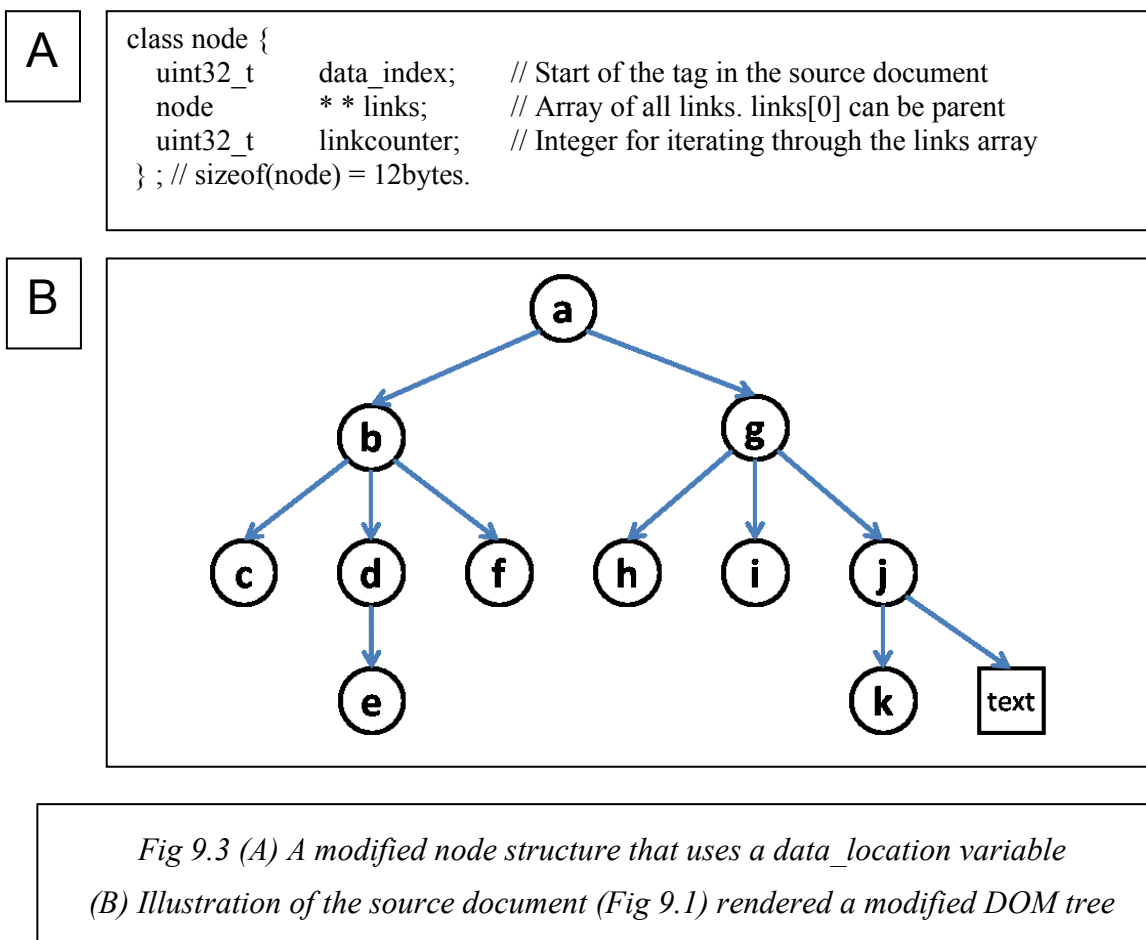 A
class node {
uint32_t data_index; // Start of the tag in the source document
node * * links; // Array of all links. links[0] can be parent
uint32_t linkcounter; // Integer for iterating through the links array
} ; // sizeof(node) = 12bytes.
B
a
b g
c d f h i j
e k text
Fig 9.3 (A) A modified node structure that uses a data_location variable
(B) Illustration of the source document (Fig 9.1) rendered a modified DOM tree